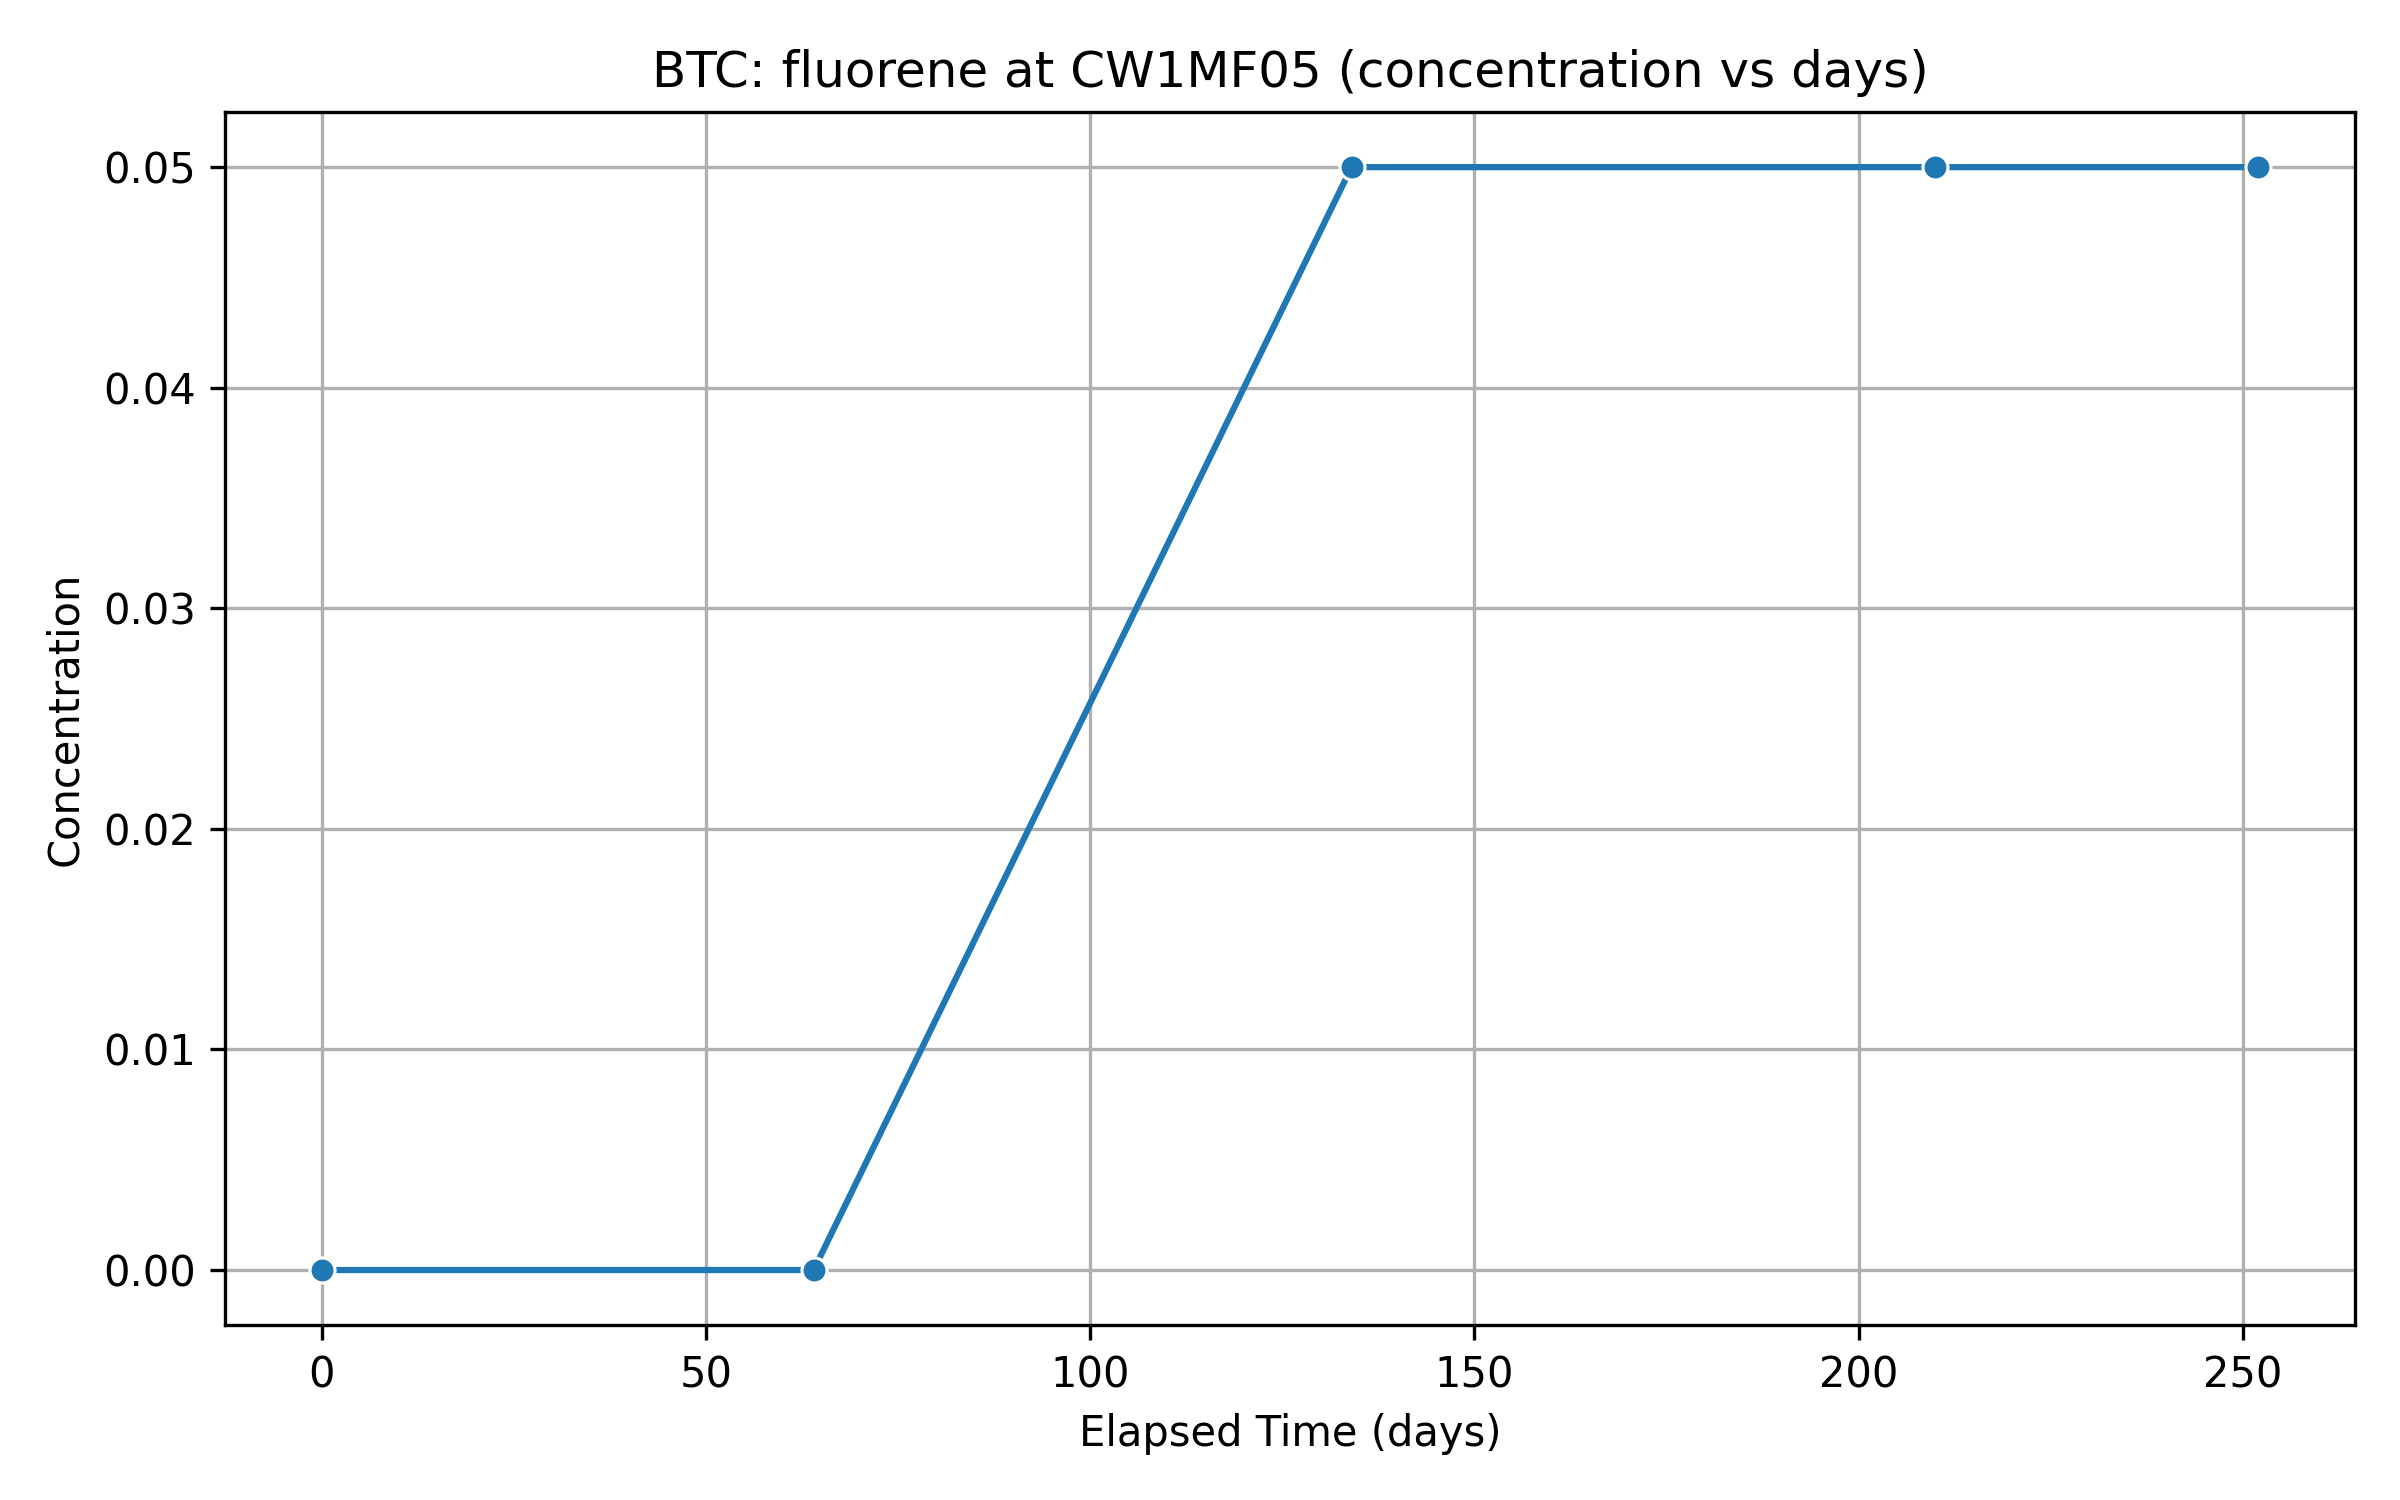 BTC: fluorene at CW1MF05 (concentration vs days)
0.05
0.04
0.03
0.02
0.01
0.00
Concentration
0 50 100 150 200 250
Elapsed Time (days)